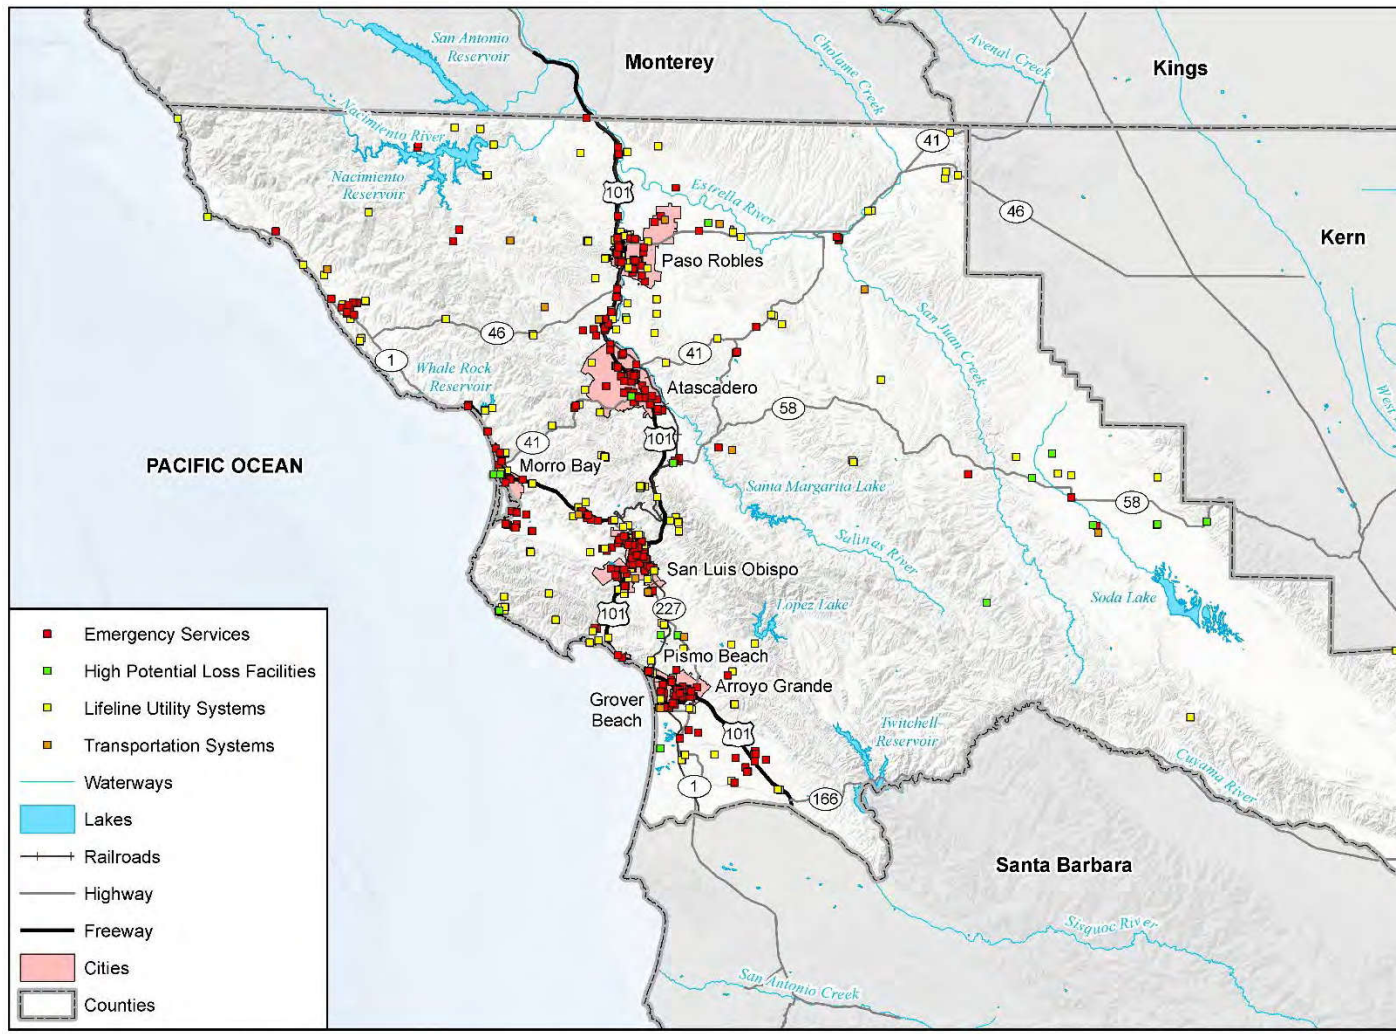 San Antonio
Reservoir
Monterey
Cholame Creek
Avenal Creek
Kings
Nacimiento River
41
Nacimiento
Reservoir
101
Estrella River
46
Kern
Paso Robles
San Juan Creek
46
41
1
West
Whale Rock
Reservoir
Atascadero
58
41
101
PACIFIC OCEAN
Morro Bay
Santa Margarita Lake
58
Salinas River
San Luis Obispo
Soda Lake
101
227
Lopez Lake
Pismo Beach
Arroyo Grande
Grover
Beach
101
Twitchell
Reservoir
Cuyama River
1
166
Santa Barbara
Sisquoc River
San Antonio Creek
Emergency Services
High Potential Loss Facilities
Lifeline Utility Systems
Transportation Systems
Waterways
Lakes
Railroads
Highway
Freeway
Cities
Counties